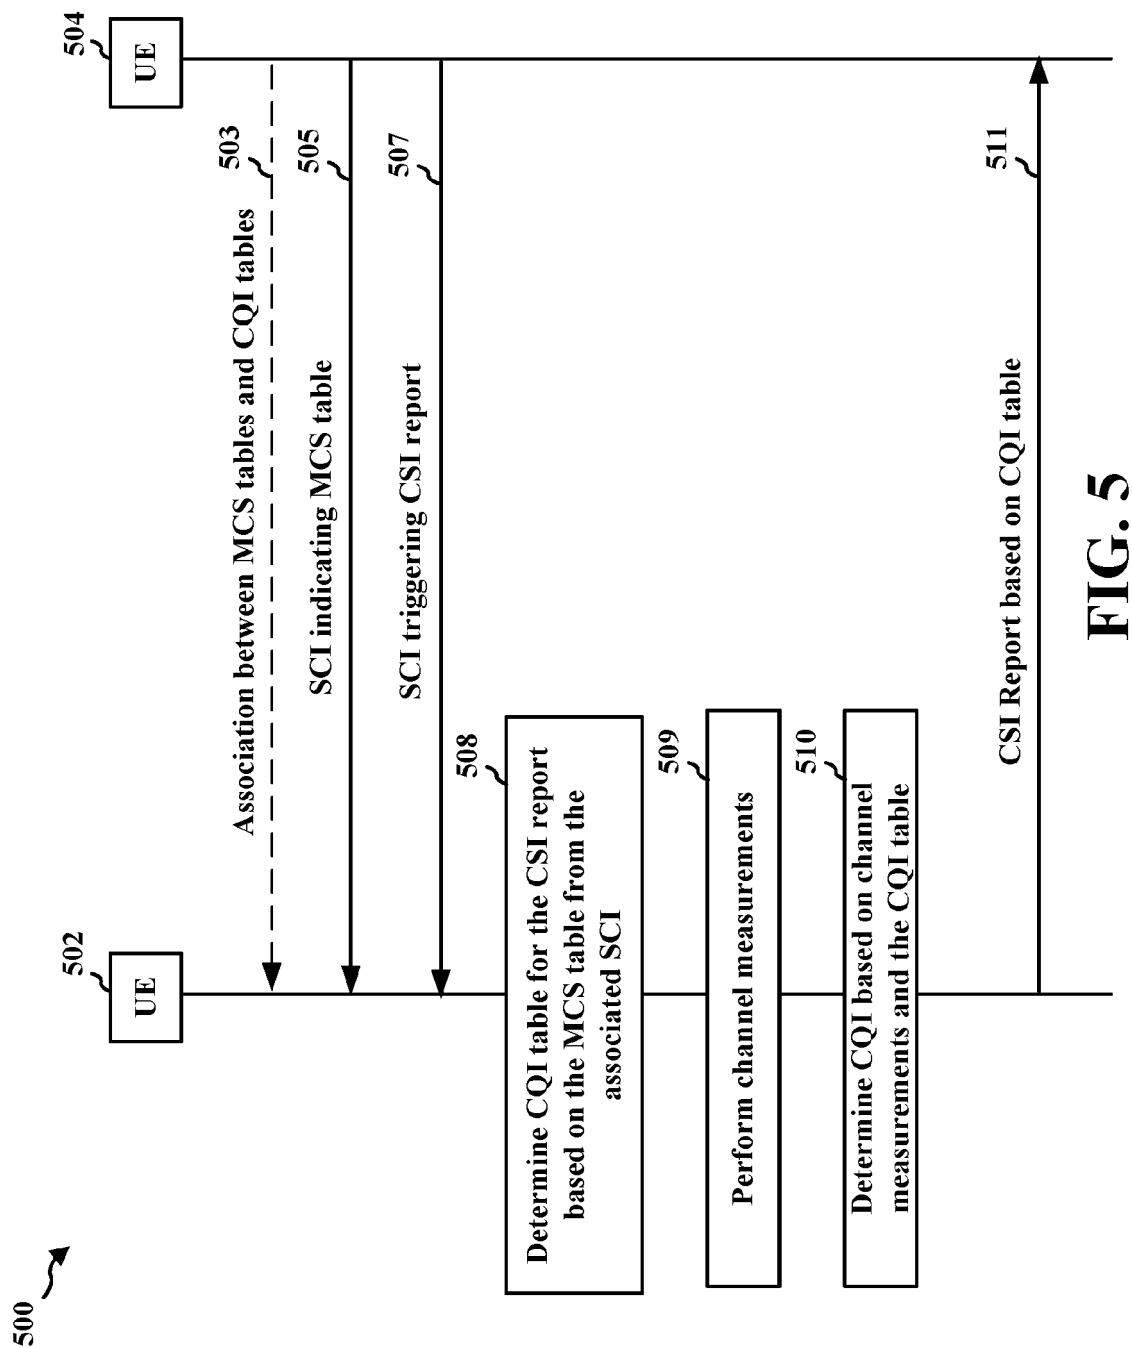 500
502
UE
504
UE
503
Association between MCS tables and CQI tables
505
SCI indicating MCS table
507
SCI triggering CSI report
508
Determine CQI table for the CSI report
based on the MCS table from the
associated SCI
509
Perform channel measurements
510
Determine CQI based on channel
measurements and the CQI table
511
CSI Report based on CQI table
FIG. 5